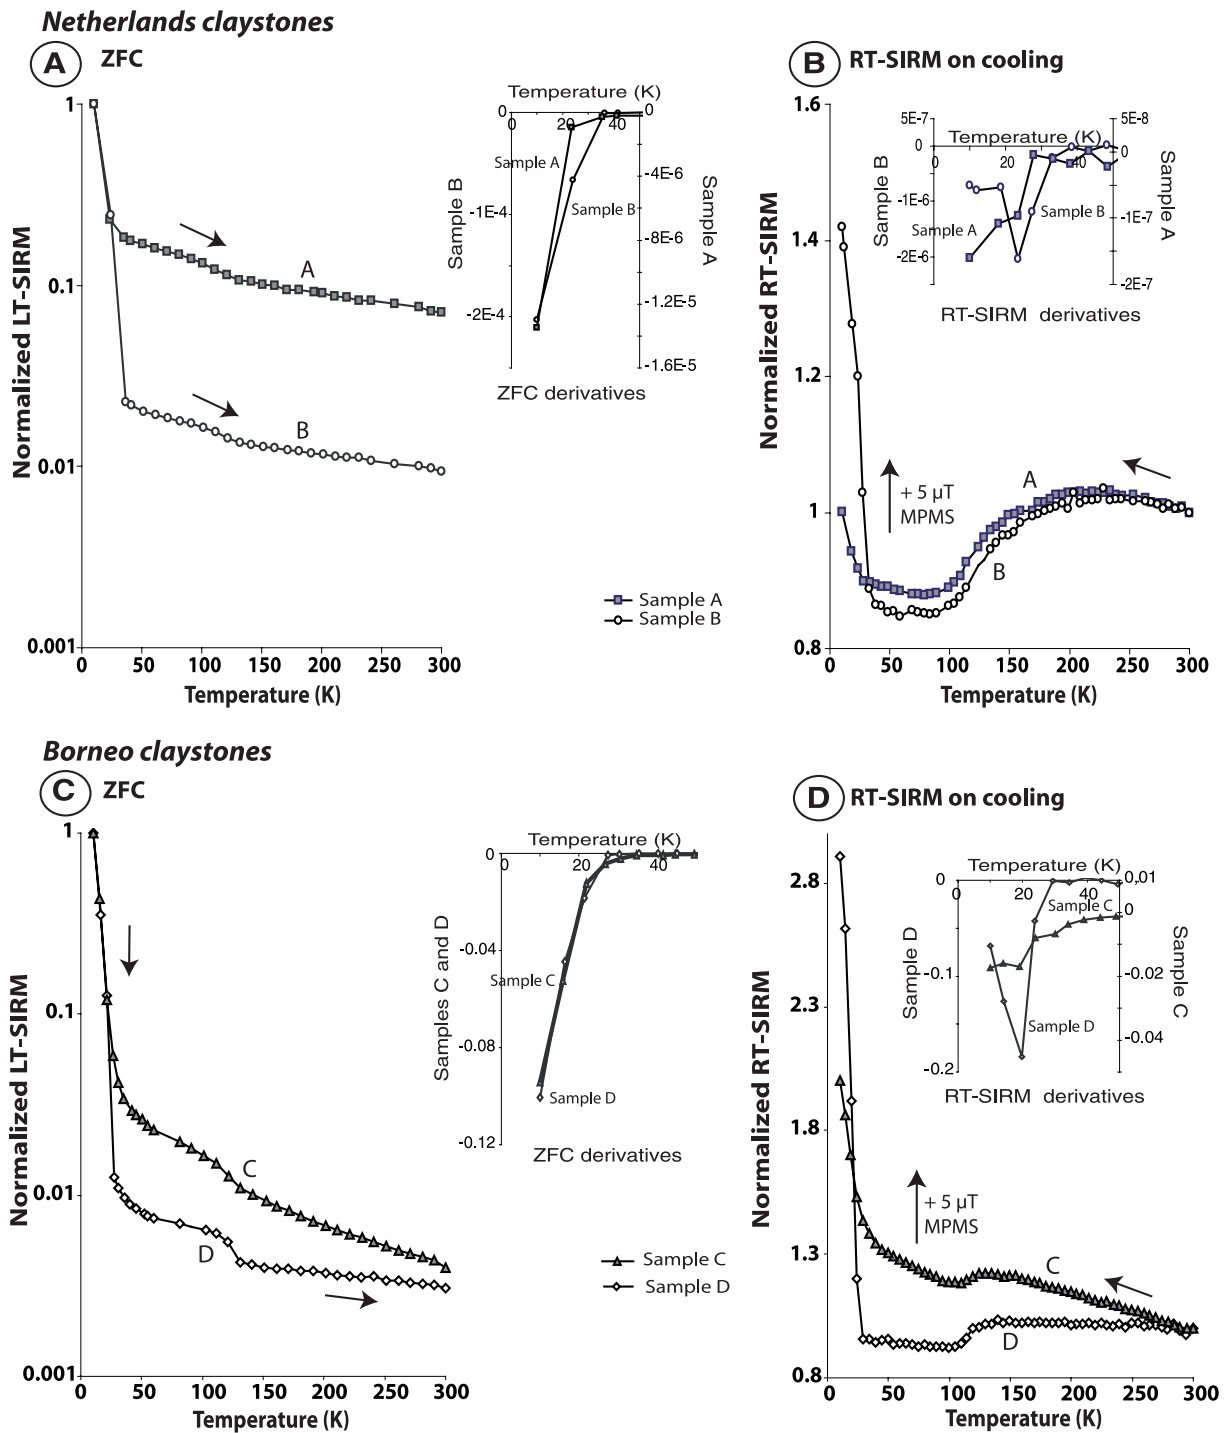 Netherlands claystones
A ZFC
Normalized LT-SIRM
1
0.1
0.01
0.001
0 50 100 150 200 250 300
Temperature (K)
A
B
Temperature (K)
0 20 40
0
-1E-4
-2E-4
0
-4E-6
-8E-6
-1.2E-5
-1.6E-5
Sample B
Sample A
Sample A
Sample B
ZFC derivatives
Sample A
Sample B
B RT-SIRM on cooling
Normalized RT-SIRM
1.6
1.4
1.2
1
0.8
0 50 100 150 200 250 300
Temperature (K)
A
B
+ 5 µT
MPMS
Temperature (K)
0 20 40
5E-7
0
-1E-6
-2E-6
5E-8
0
-1E-7
-2E-7
Sample B
Sample A
Sample A
Sample B
RT-SIRM derivatives
Borneo claystones
C ZFC
Normalized LT-SIRM
1
0.1
0.01
0.001
0 50 100 150 200 250 300
Temperature (K)
C
D
Temperature (K)
0 20 40
0
-0.04
-0.08
-0.12
Samples C and D
Sample C
Sample D
ZFC derivatives
Sample C
Sample D
D RT-SIRM on cooling
Normalized RT-SIRM
2.8
2.3
1.8
1.3
0.8
0 50 100 150 200 250 300
Temperature (K)
C
D
+ 5 µT
MPMS
Temperature (K)
0 20 40
0
-0.1
-0.2
0,01
0
-0.02
-0.04
Sample D
Sample C
Sample C
Sample D
RT-SIRM derivatives